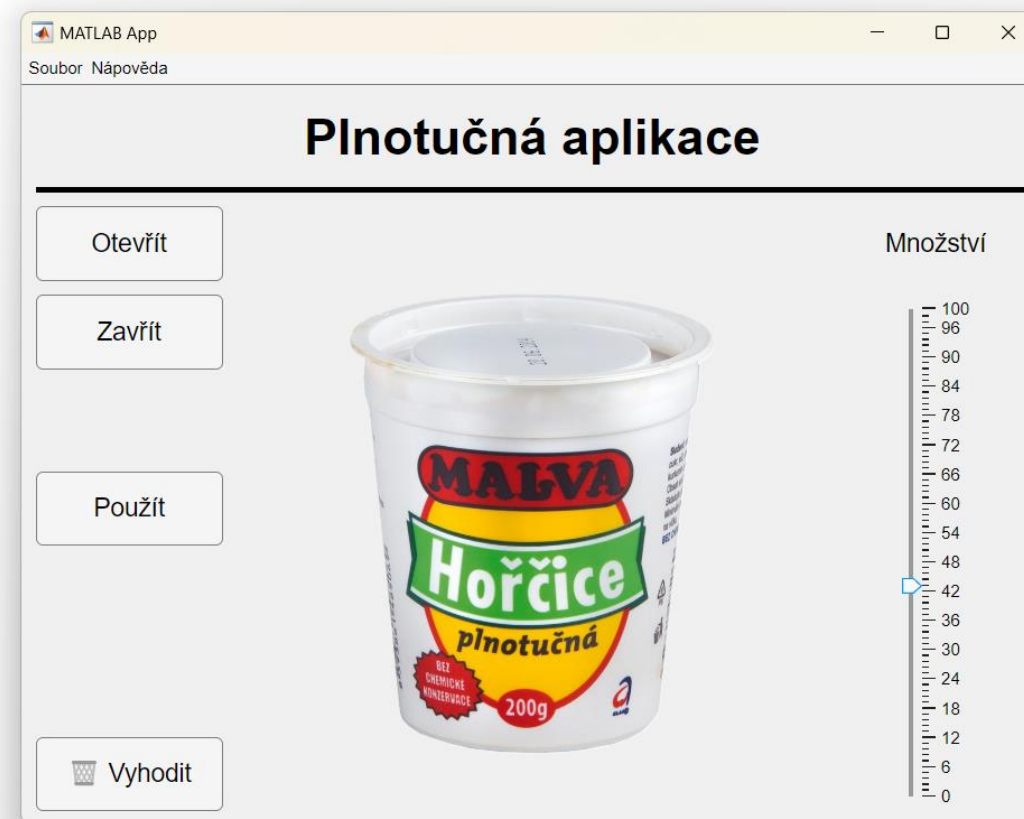 MATLAB App
Soubor Nápověda
Plnotučná aplikace
Otevřít
Množství
Zavřít
100
96
90
84
78
72
66
60
54
48
42
36
30
24
18
12
6
0
MALVA
Použít
Hořčice
plnotučná
BEZ
CHEMICKÉ
KONZERVACE
200g
Vyhodit